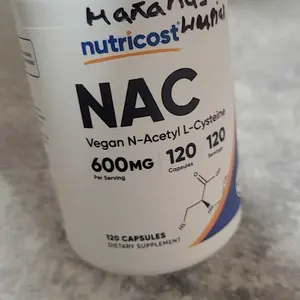 nutricost®
NAC
Vegan N-Acetyl L-Cysteine
600MG
Per Serving
120
Capsules
120
Servings
120 CAPSULES
DIETARY SUPPLEMENT